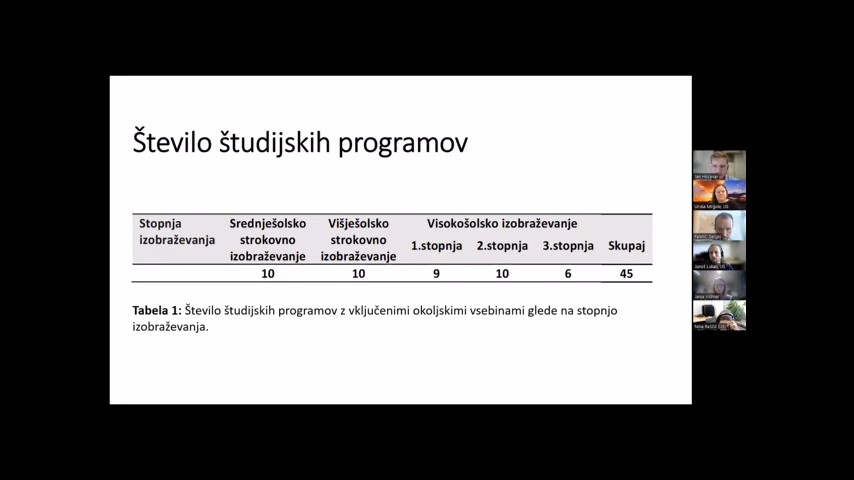 Število študijskih programov
Stopnja izobraževanja
Srednješolsko strokovno izobraževanje
Višješolsko strokovno izobraževanje
Visokošolsko izobraževanje
1.stopnja 2.stopnja 3.stopnja Skupaj
10 10 9 10 6 45
Tabela 1: Število študijskih programov z vključenimi okoljskimi vsebinami glede na stopnjo
izobraževanja.